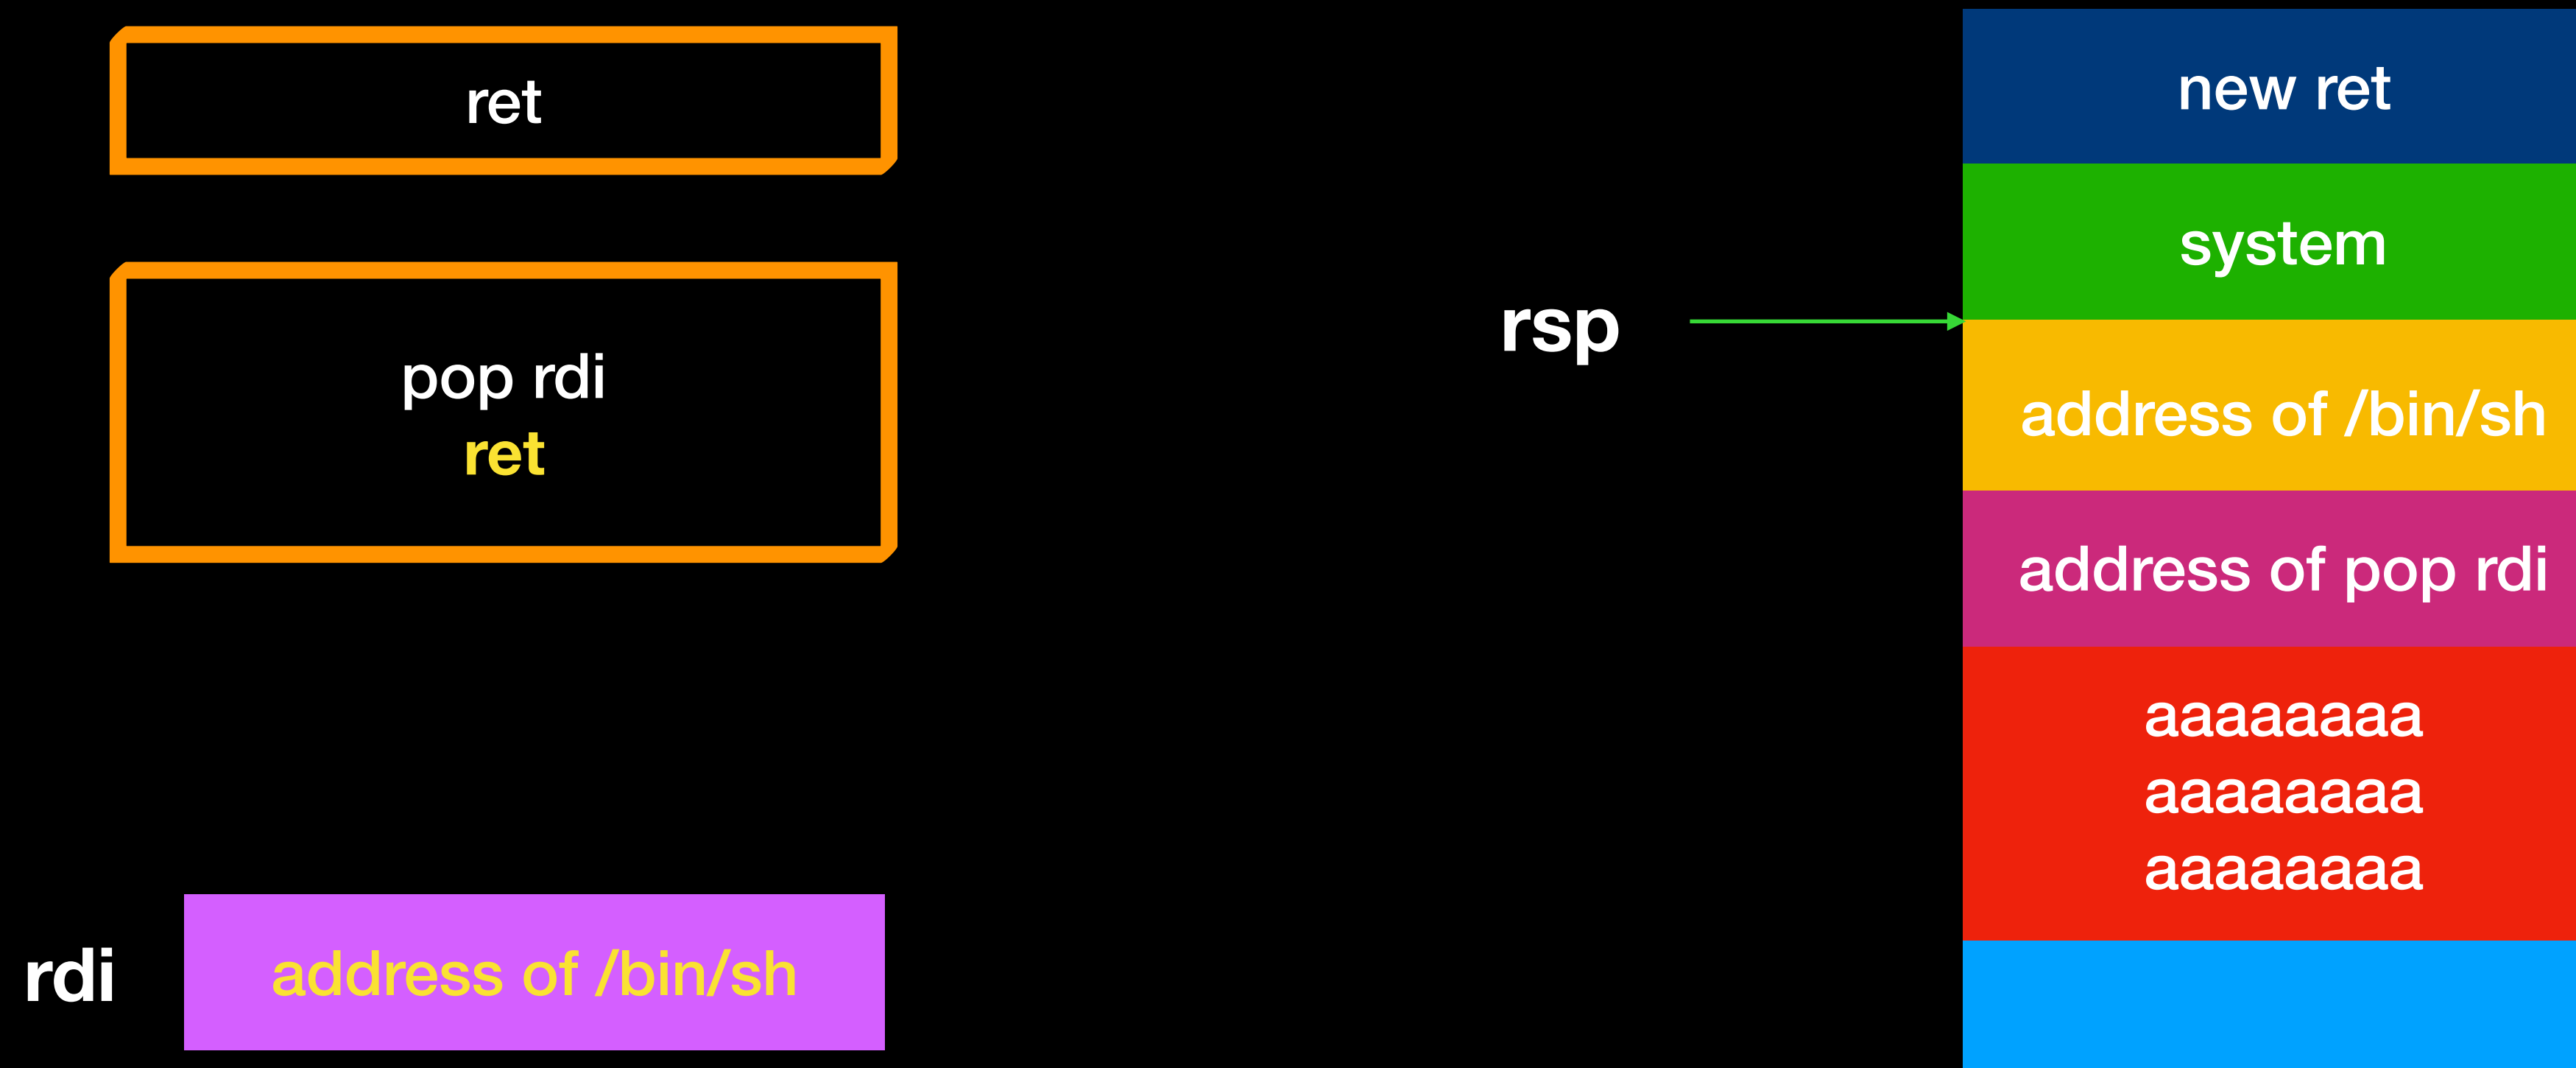 ret
pop rdi
ret
rdi
address of /bin/sh
rsp
new ret
system
address of /bin/sh
address of pop rdi
aaaaaaaa
aaaaaaaa
aaaaaaaa